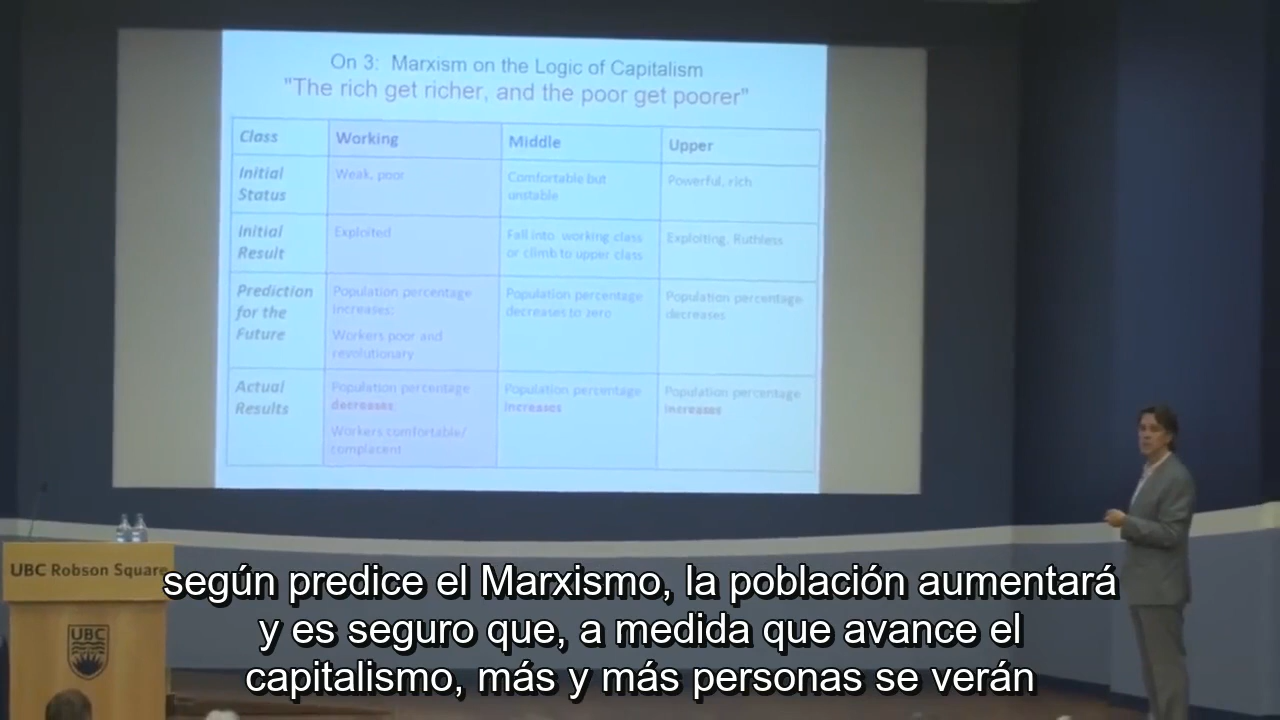 On 3: Marxism on the Logic of Capitalism
"The rich get richer, and the poor get poorer"
Class
Working
Middle
Upper
Initial
Status
Weak, poor
Comfortable but
unstable
Powerful, rich
Initial
Result
Exploited
Fall into working class
or climb to upper class
Exploiting, Ruthless
Prediction
for the
Future
Population percentage
increases;
Workers poor and
revolutionary
Population percentage
decreases to zero
Population percentage
decreases
Actual
Results
Population percentage
decreases
Workers comfortable/
complacent
Population percentage
increases
Population percentage
increases
UBC Robson Square
UBC
según predice el Marxismo, la población aumentará
y es seguro que, a medida que avance el
capitalismo, más y más personas se verán